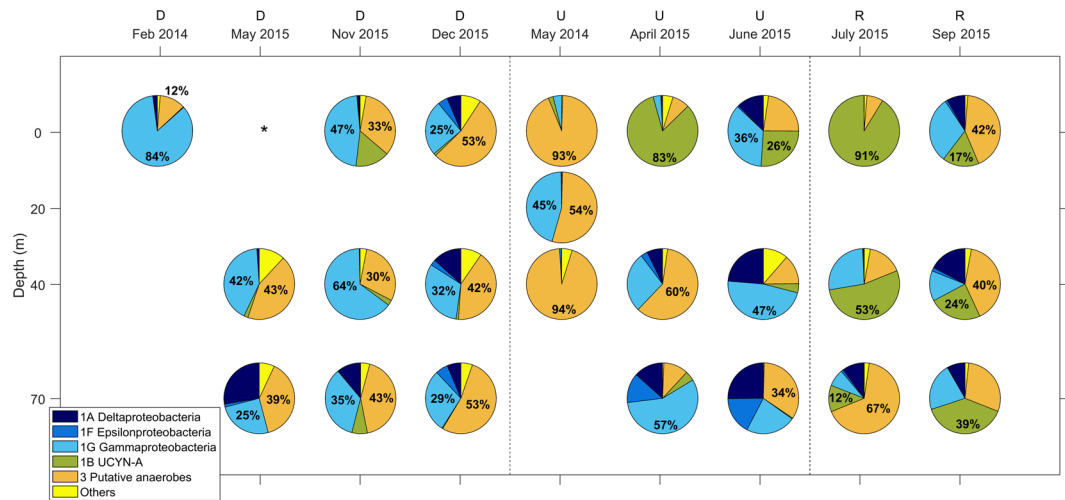 D D D D U U U R R
Feb 2014 May 2015 Nov 2015 Dec 2015 May 2014 April 2015 June 2015 July 2015 Sep 2015
12%
0 * 47% 33% 25% 53% 36% 26% 42%
84% 93% 83% 91% 17%
20 45% 54%
Depth (m)
40 42% 43% 64% 30% 32% 42% 60% 40%
94% 47% 53% 24%
70 39% 35% 43% 29% 53% 34% 12% 67%
25% 57% 39%
1A Deltaproteobacteria
1F Epsilonproteobacteria
1G Gammaproteobacteria
1B UCYN-A
3 Putative anaerobes
Others